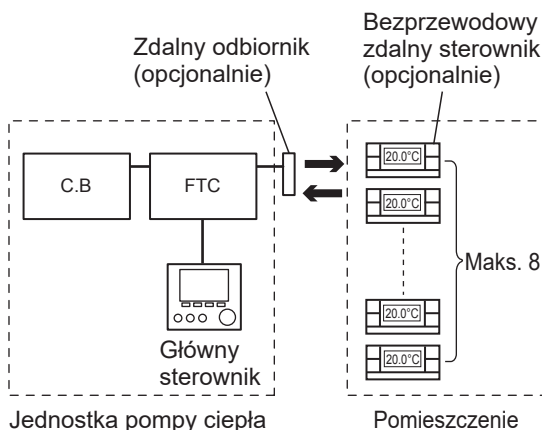 Zdalny odbiornik
(opcjonalnie)
Bezprzewodowy
zdalny sterownik
(opcjonalnie)
C.B
FTC
20.0°C
20.0°C
Maks. 8
20.0°C
20.0°C
Główny
sterownik
Jednostka pompy ciepła
Pomieszczenie